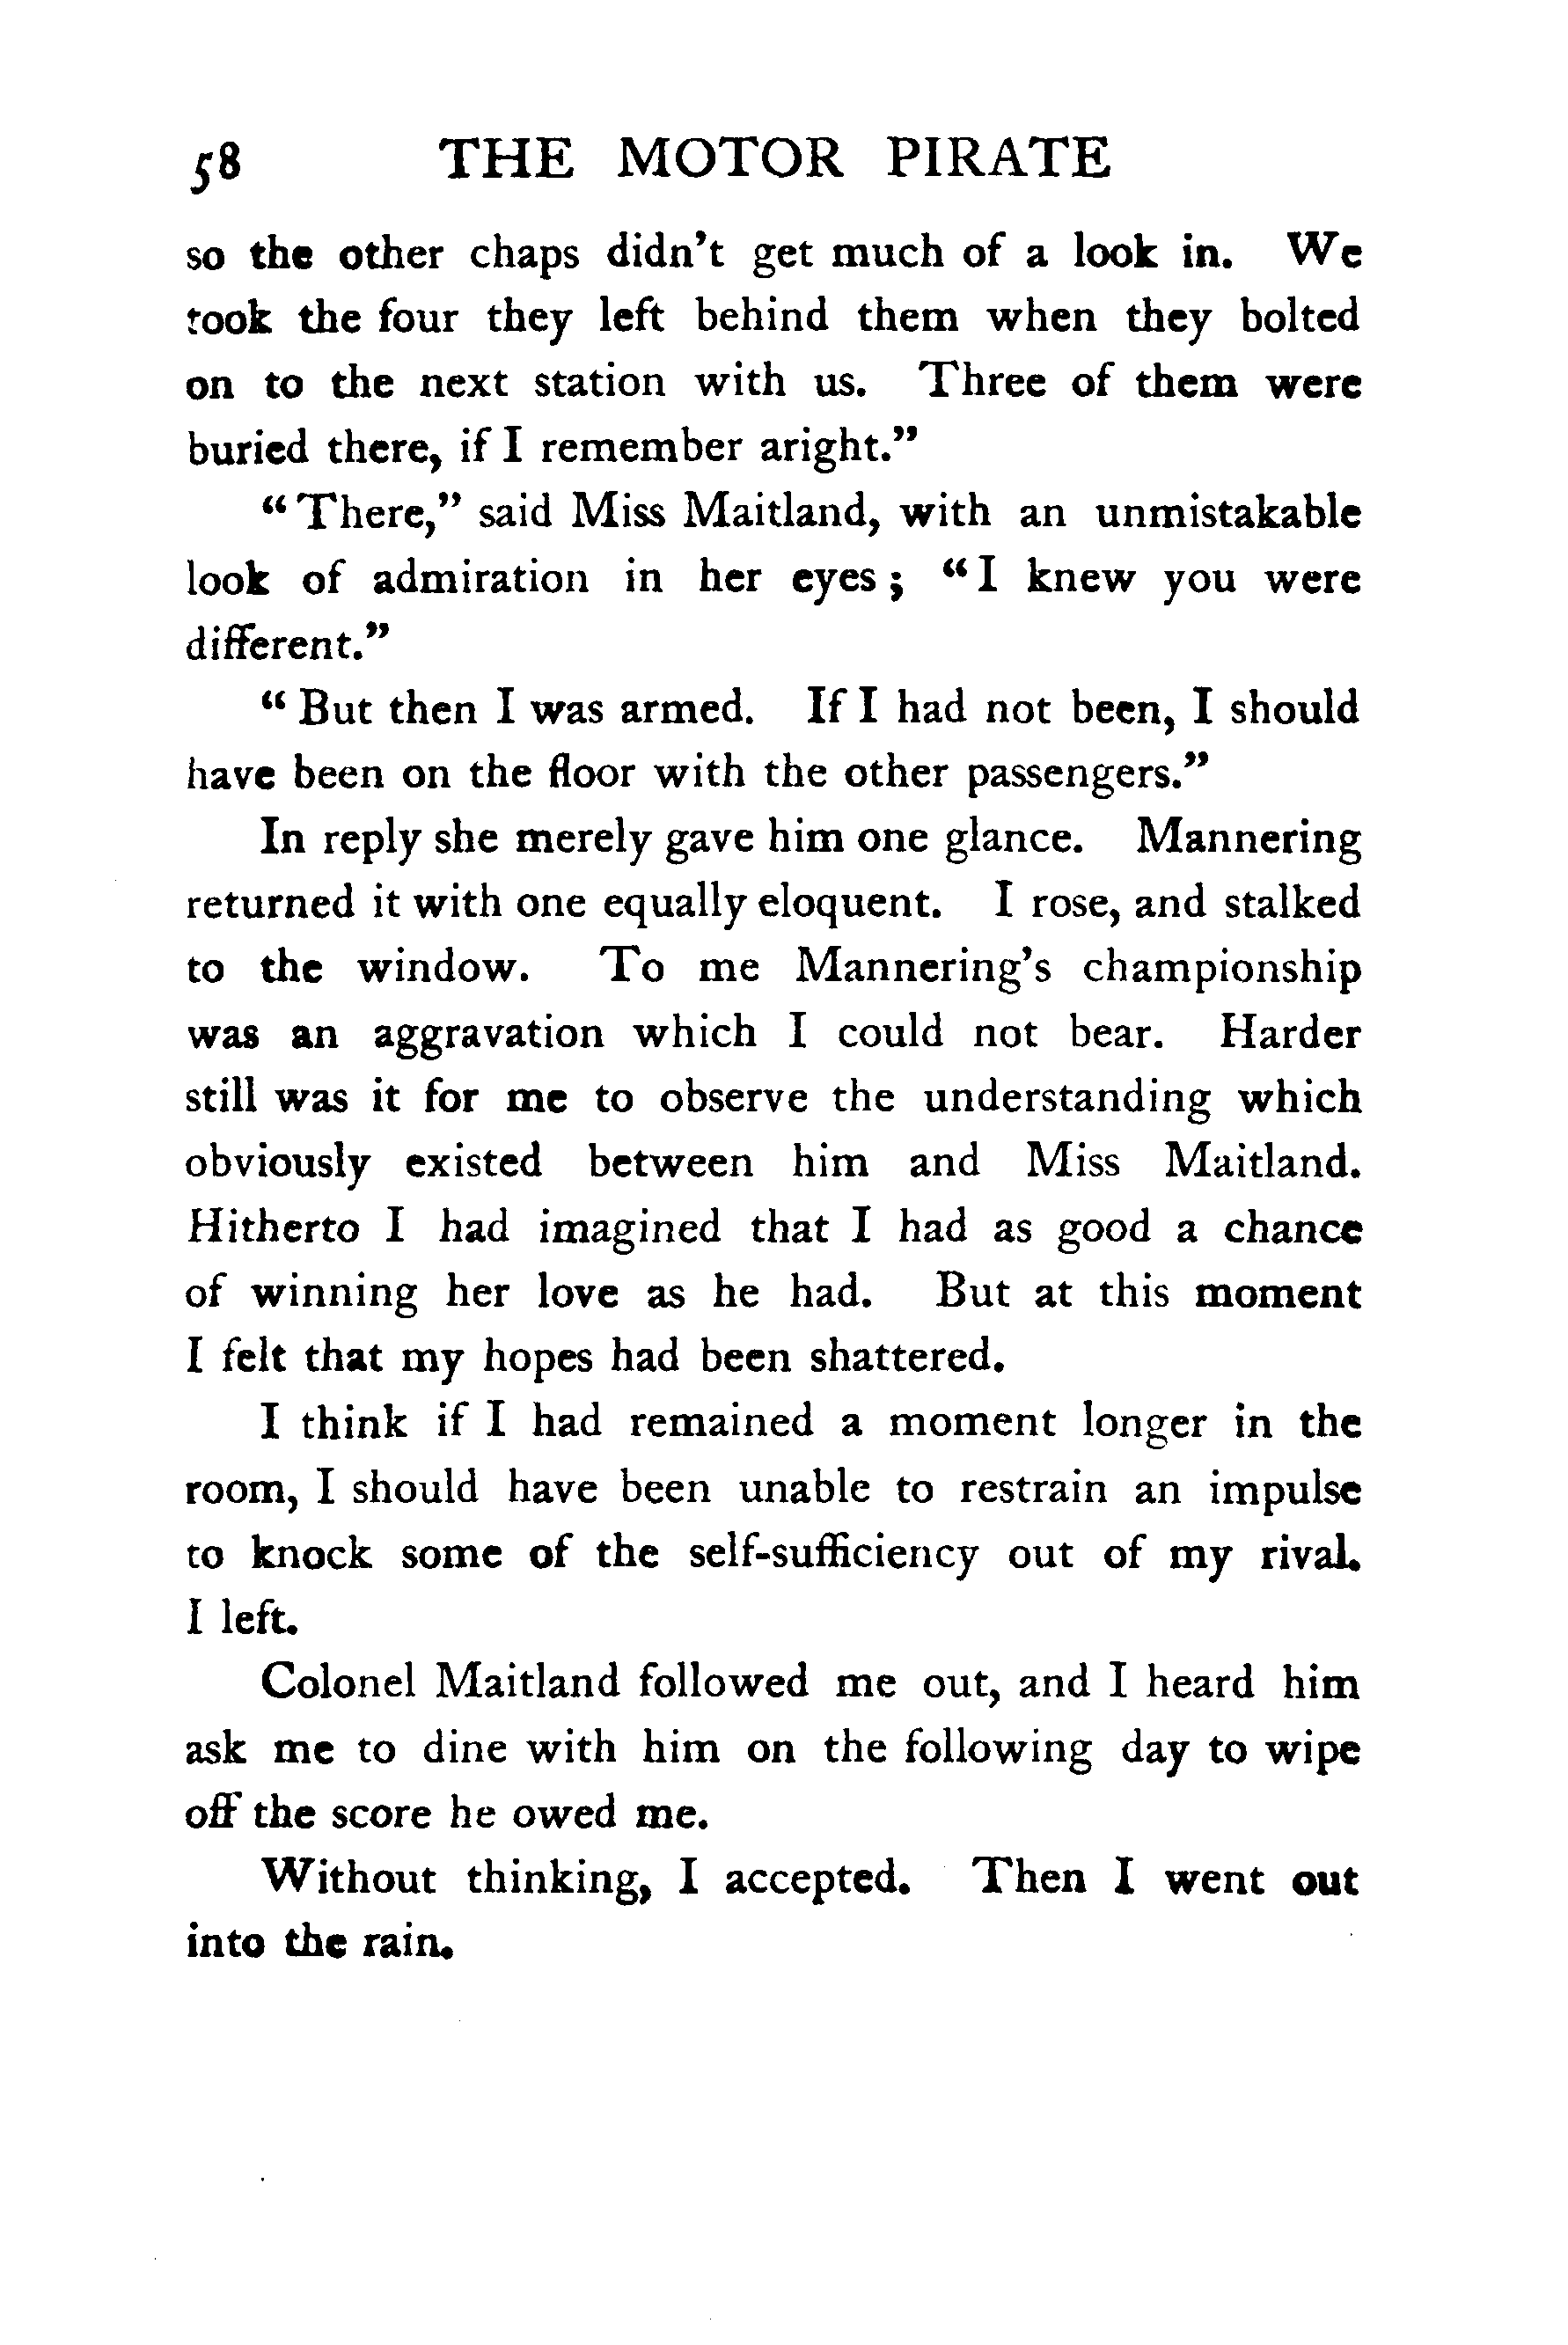 58 THE MOTOR PIRATE
so the other chaps didn't get much of a look in. We
took the four they left behind them when they bolted
on to the next station with us. Three of them were
buried there, if I remember aright."
"There," said Miss Maitland, with an unmistakable
look of admiration in her eyes; "I knew you were
different."
"But then I was armed. If I had not been, I should
have been on the floor with the other passengers."
In reply she merely gave him one glance. Mannering
returned it with one equally eloquent. I rose, and stalked
to the window. To me Mannering's championship
was an aggravation which I could not bear. Harder
still was it for me to observe the understanding which
obviously existed between him and Miss Maitland.
Hitherto I had imagined that I had as good a chance
of winning her love as he had. But at this moment
I felt that my hopes had been shattered.
I think if I had remained a moment longer in the
room, I should have been unable to restrain an impulse
to knock some of the self-sufficiency out of my rival.
I left.
Colonel Maitland followed me out, and I heard him
ask me to dine with him on the following day to wipe
off the score he owed me.
Without thinking, I accepted. Then I went out
into the rain.